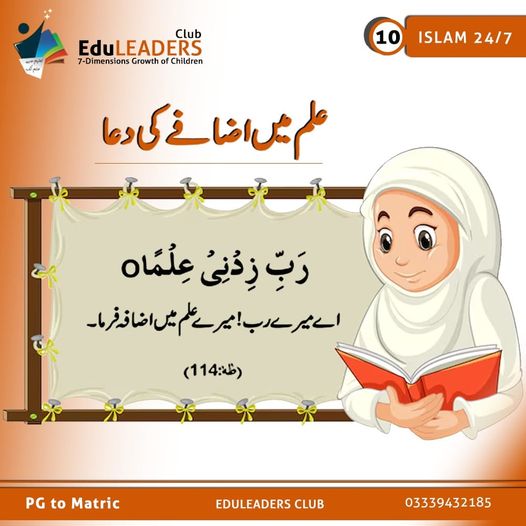 Club
EduLEADERS
7-Dimensions Growth of Children
10 ISLAM 24/7
علم میں اضافے کی دعا
رَبِّ زِدْنِیْ عِلْمًا٥
اے میرے رب! میرے علم میں اضافہ فرما۔
(طٰهٰ:114)
PG to Matric EDULEADERS CLUB 03339432185